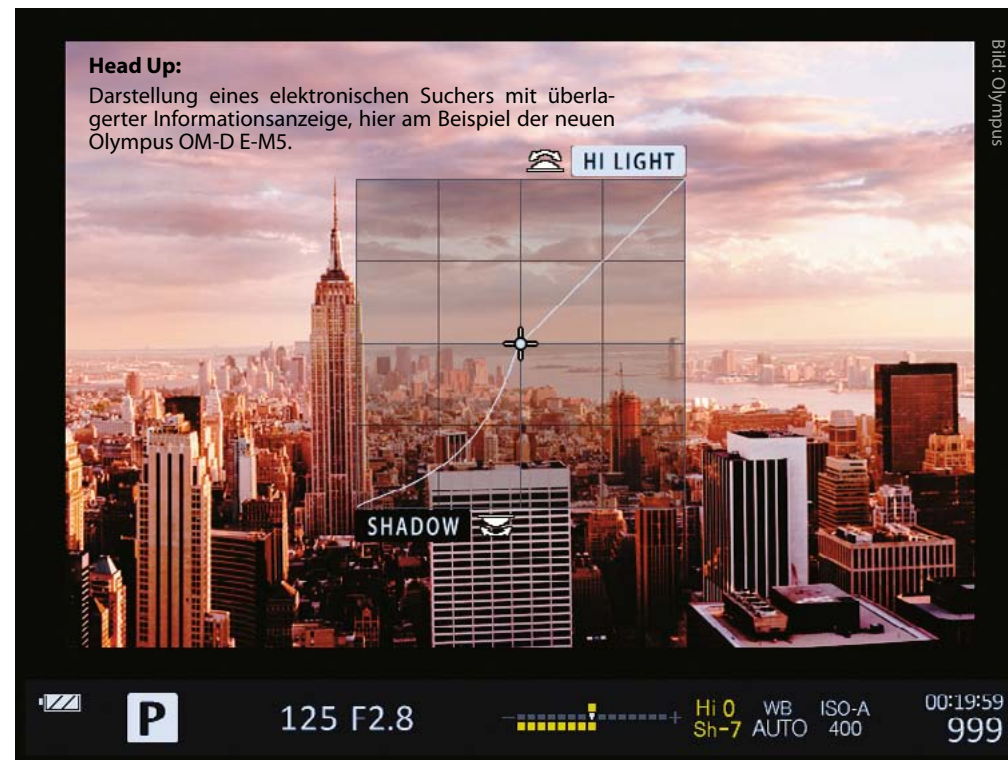 Head Up:
Darstellung eines elektronischen Suchers mit überla-
gerter Informationsanzeige, hier am Beispiel der neuen
Olympus OM-D E-M5.
Bild: Olympus
HI LIGHT
SHADOW
P
125 F2.8
Hi 0
Sh-7
WB
AUTO
ISO-A
400
00:19:59
999